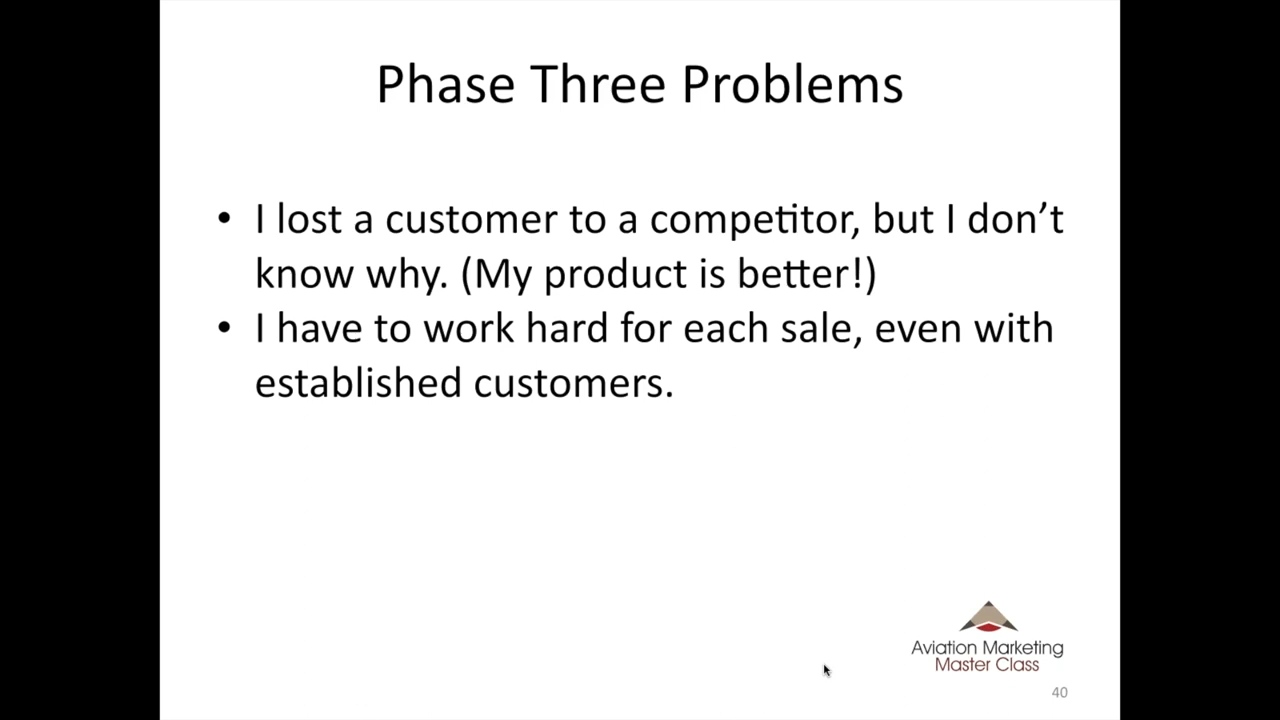 Phase Three Problems
• I lost a customer to a competitor, but I don’t
know why. (My product is better!)
• I have to work hard for each sale, even with
established customers.
Aviation Marketing
Master Class
40